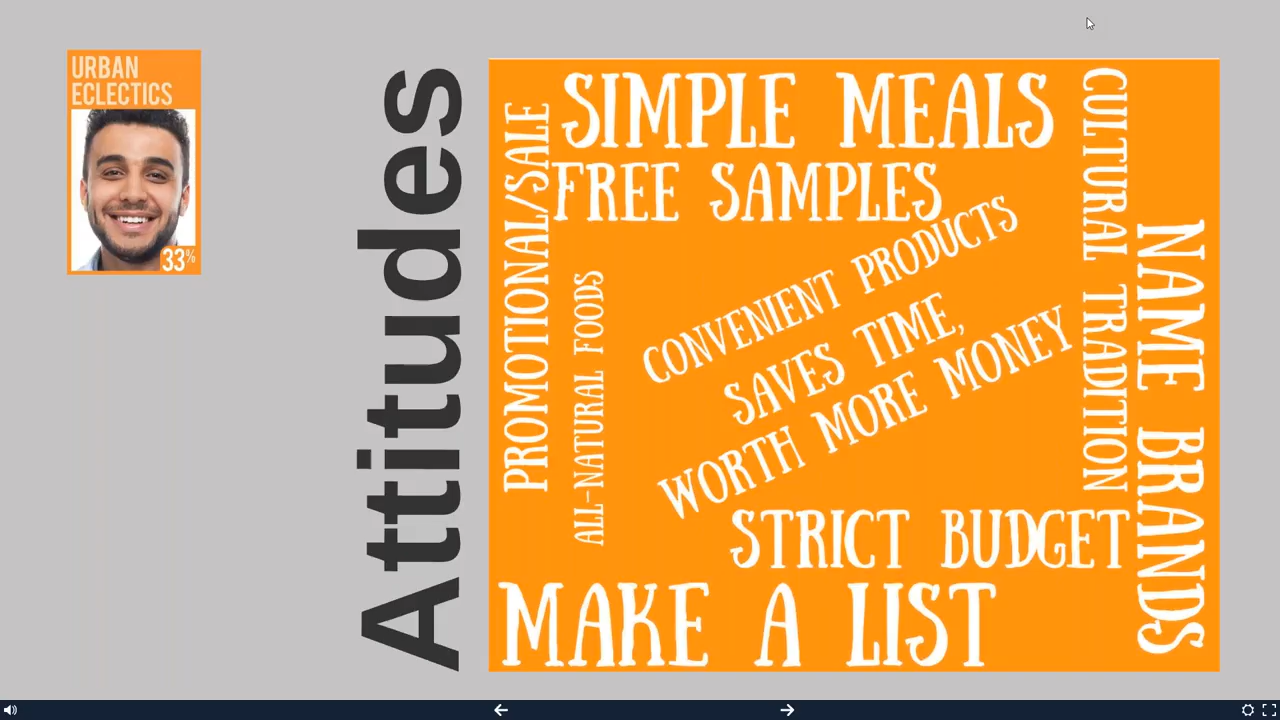 URBAN
ECLECTICS
33%
Attitudes
PROMOTIONAL/SALE
SIMPLE MEALS
FREE SAMPLES
ALL-NATURAL FOODS
CONVENIENT PRODUCTS
SAVES TIME,
WORTH MORE MONEY
CULTURAL TRADITION
NAME BRANDS
STRICT BUDGET
MAKE A LIST